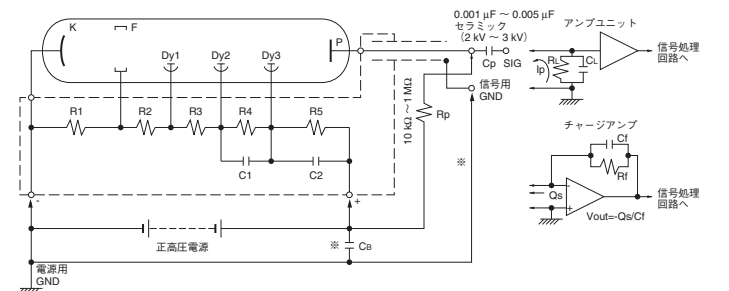 0.001 μF ～ 0.005 μF
セラミック
(2 kV ～ 3 kV)
アンプユニット
K
F
Dy1
Dy2
Dy3
P
Cp
SIG
信号用
GND
Ip
RL
CL
信号処理
回路へ
R1
R2
R3
R4
R5
C1
C2
10 kΩ ～ 1 MΩ
Rp
※
チャージアンプ
Cf
Rf
Qs
-
+
Vout=-Qs/Cf
信号処理
回路へ
-
+
正高圧電源
※
CB
電源用
GND